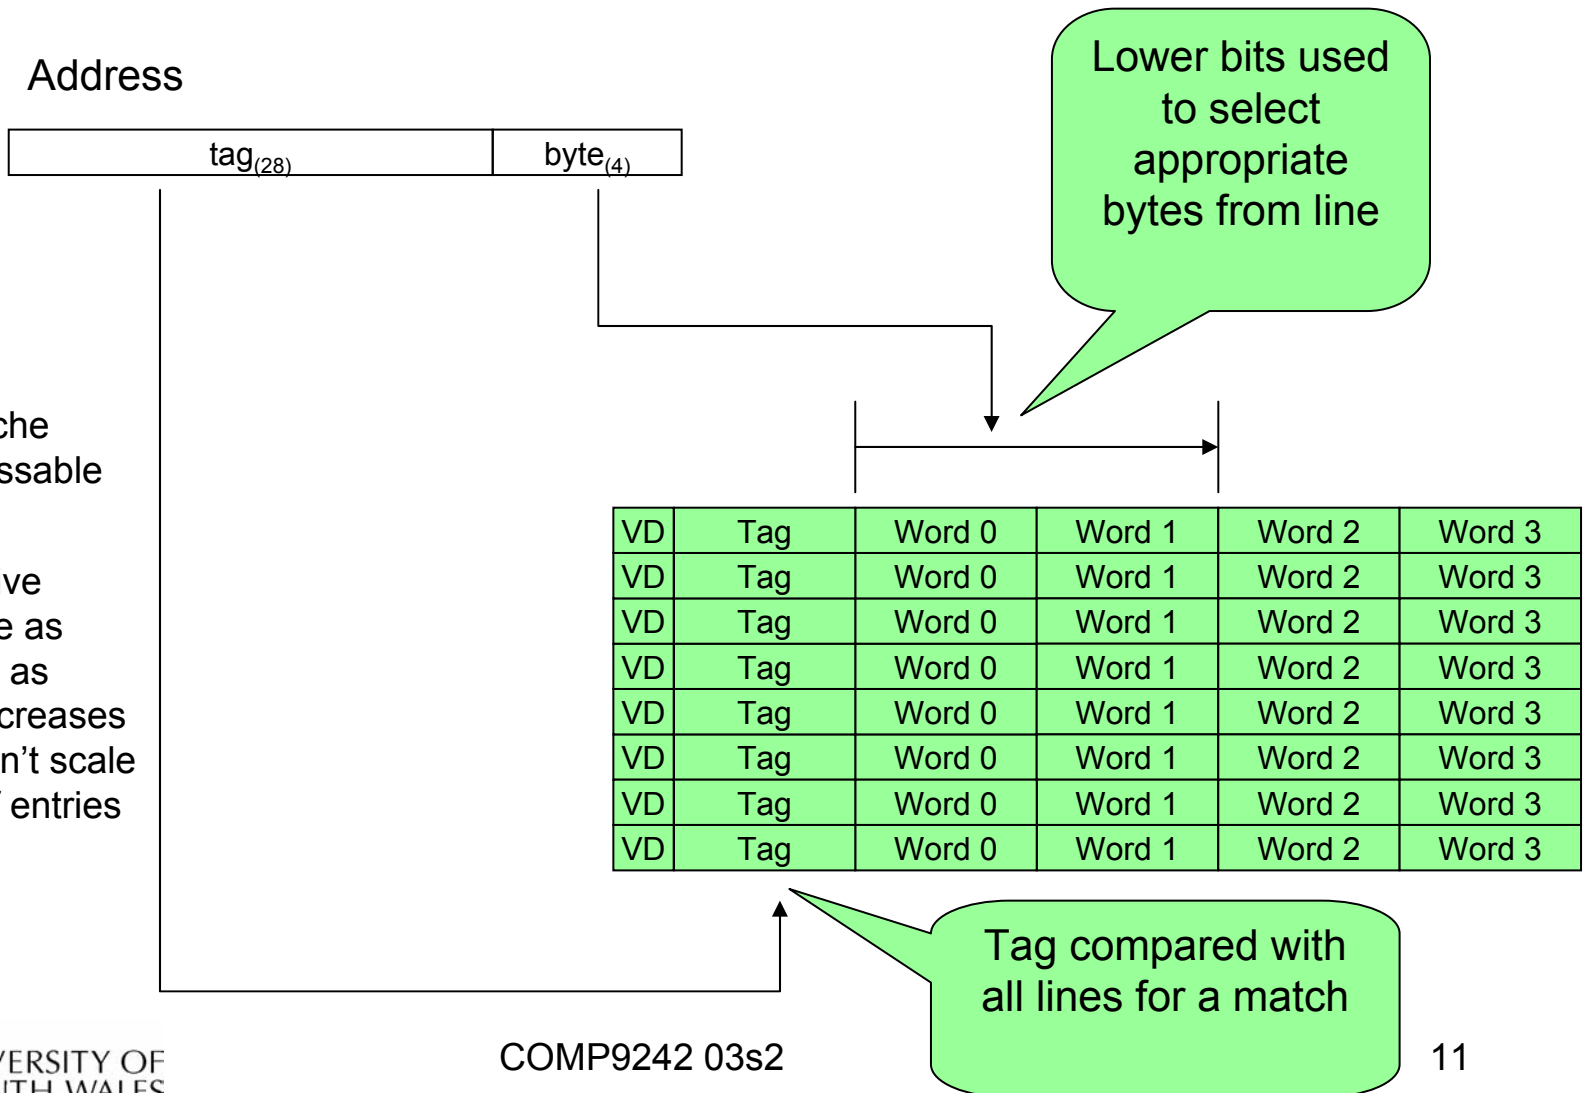 Address
tag(28) byte(4)
Lower bits used
to select
appropriate
bytes from line
che
ssable
ve
e as
as
creases
n't scale
entries
VD Tag Word 0 Word 1 Word 2 Word 3
VD Tag Word 0 Word 1 Word 2 Word 3
VD Tag Word 0 Word 1 Word 2 Word 3
VD Tag Word 0 Word 1 Word 2 Word 3
VD Tag Word 0 Word 1 Word 2 Word 3
VD Tag Word 0 Word 1 Word 2 Word 3
VD Tag Word 0 Word 1 Word 2 Word 3
VD Tag Word 0 Word 1 Word 2 Word 3
Tag compared with
all lines for a match
VERSITY OF
UTH WALES
COMP9242 03s2
11